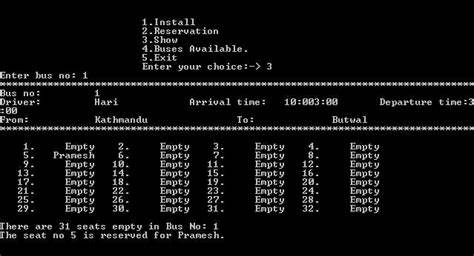 1.Install
2.Reservation
3.Show
4.Buses Available.
5.Exit
Enter your choice:-> 3
Enter bus no: 1
********************************************************************************
Bus no: 1
Driver: Hari Arrival time: 10:003:00 Departure time:3
:00
From: Kathmandu To: Butwal
********************************************************************************
1. Empty 2. Empty 3. Empty 4. Empty
5. Pramesh 6. Empty 7. Empty 8. Empty
9. Empty 10. Empty 11. Empty 12. Empty
13. Empty 14. Empty 15. Empty 16. Empty
17. Empty 18. Empty 19. Empty 20. Empty
21. Empty 22. Empty 23. Empty 24. Empty
25. Empty 26. Empty 27. Empty 28. Empty
29. Empty 30. Empty 31. Empty 32. Empty
There are 31 seats empty in Bus No: 1
The seat no 5 is reserved for Pramesh.